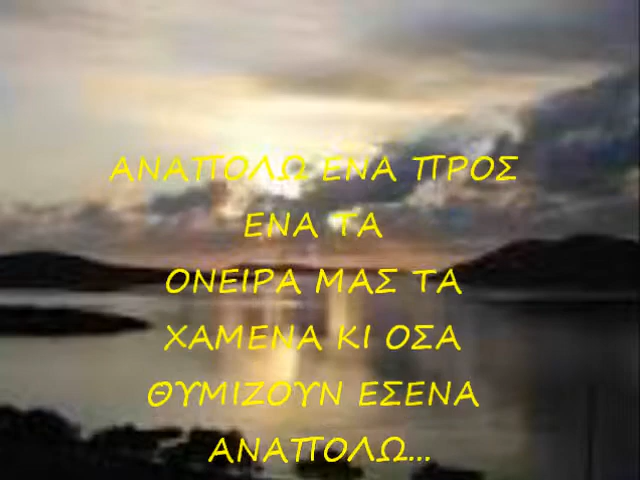 ΑΝΑΠΟΛΩ ΕΝΑ ΠΡΟΣ
ΕΝΑ ΤΑ
ΟΝΕΙΡΑ ΜΑΣ ΤΑ
ΧΑΜΕΝΑ ΚΙ ΟΣΑ
ΘΥΜΙΖΟΥΝ ΕΣΕΝΑ
ΑΝΑΠΟΛΩ...